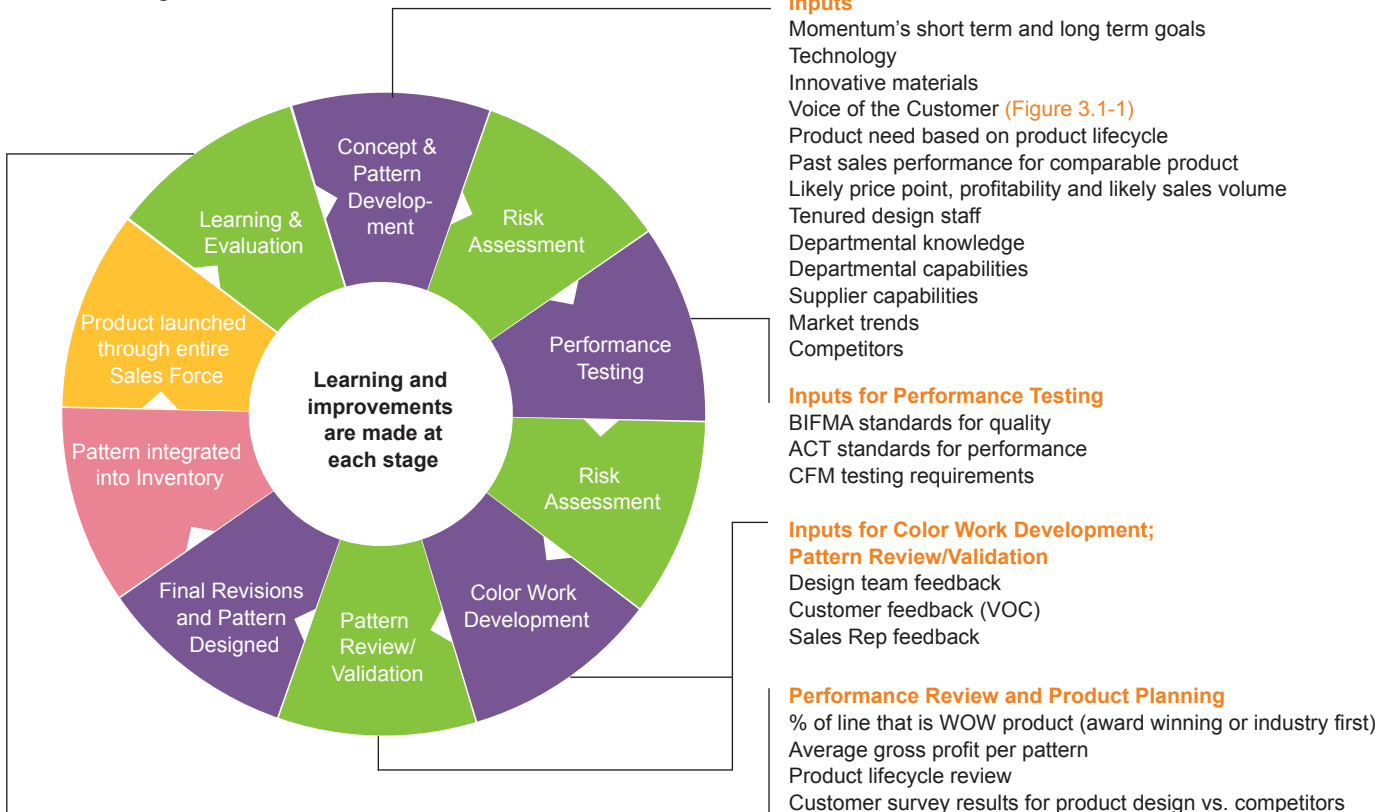 Inputs
Momentum's short term and long term goals
Technology
Innovative materials
Voice of the Customer (Figure 3.1-1)
Product need based on product lifecycle
Past sales performance for comparable product
Likely price point, profitability and likely sales volume
Tenured design staff
Departmental knowledge
Departmental capabilities
Supplier capabilities
Market trends
Competitors
Inputs for Performance Testing
BIFMA standards for quality
ACT standards for performance
CFM testing requirements
Inputs for Color Work Development;
Pattern Review/Validation
Design team feedback
Customer feedback (VOC)
Sales Rep feedback
Performance Review and Product Planning
% of line that is WOW product (award winning or industry first)
Average gross profit per pattern
Product lifecycle review
Customer survey results for product design vs. competitors
Concept &
Pattern
Develop-
ment
Risk
Assessment
Performance
Testing
Risk
Assessment
Color Work
Development
Pattern
Review/
Validation
Final Revisions
and Pattern
Designed
Pattern integrated
into Inventory
Product launched
through entire
Sales Force
Learning &
Evaluation
Learning and
improvements
are made at
each stage